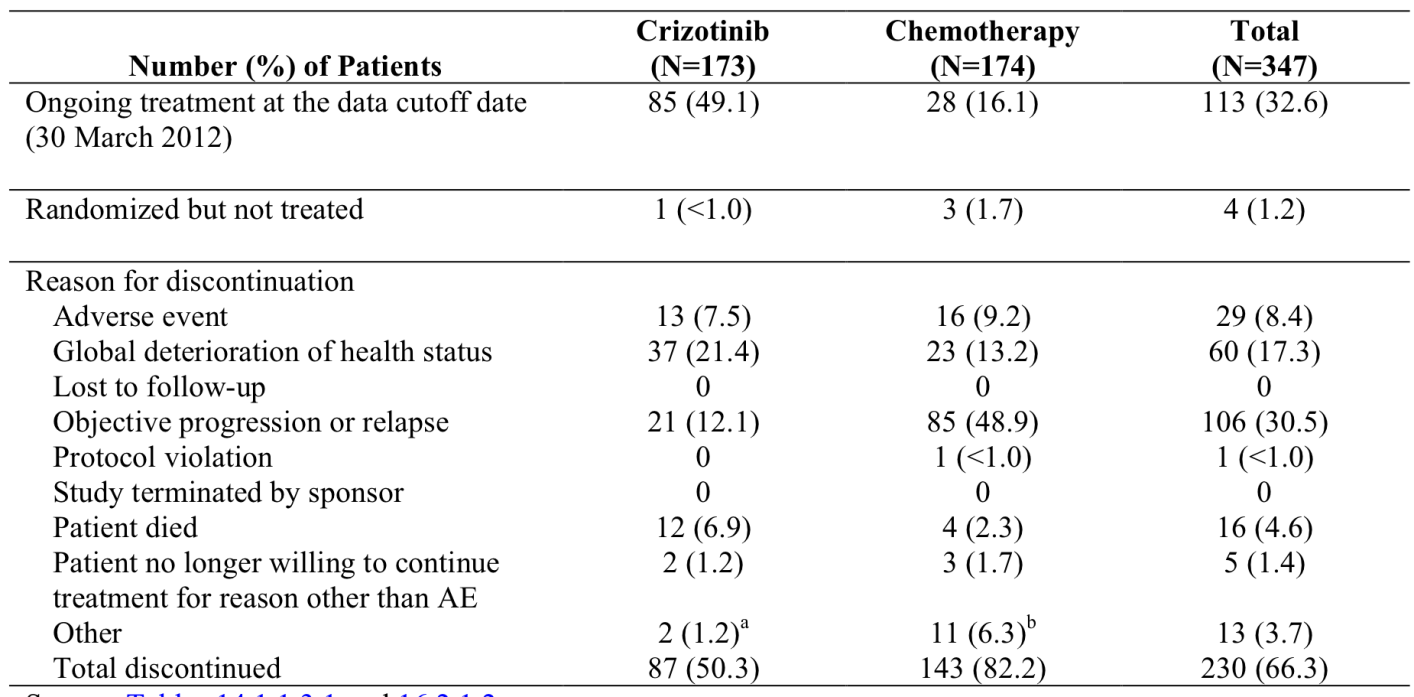 Crizotinib Chemotherapy Total
Number (%) of Patients (N=173) (N=174) (N=347)
Ongoing treatment at the data cutoff date 85 (49.1) 28 (16.1) 113 (32.6)
(30 March 2012)
Randomized but not treated 1 (<1.0) 3 (1.7) 4 (1.2)
Reason for discontinuation
Adverse event 13 (7.5) 16 (9.2) 29 (8.4)
Global deterioration of health status 37 (21.4) 23 (13.2) 60 (17.3)
Lost to follow-up 0 0 0
Objective progression or relapse 21 (12.1) 85 (48.9) 106 (30.5)
Protocol violation 0 1 (<1.0) 1 (<1.0)
Study terminated by sponsor 0 0 0
Patient died 12 (6.9) 4 (2.3) 16 (4.6)
Patient no longer willing to continue 2 (1.2) 3 (1.7) 5 (1.4)
treatment for reason other than AE
Other 2 (1.2)a 11 (6.3)b 13 (3.7)
Total discontinued 87 (50.3) 143 (82.2) 230 (66.3)